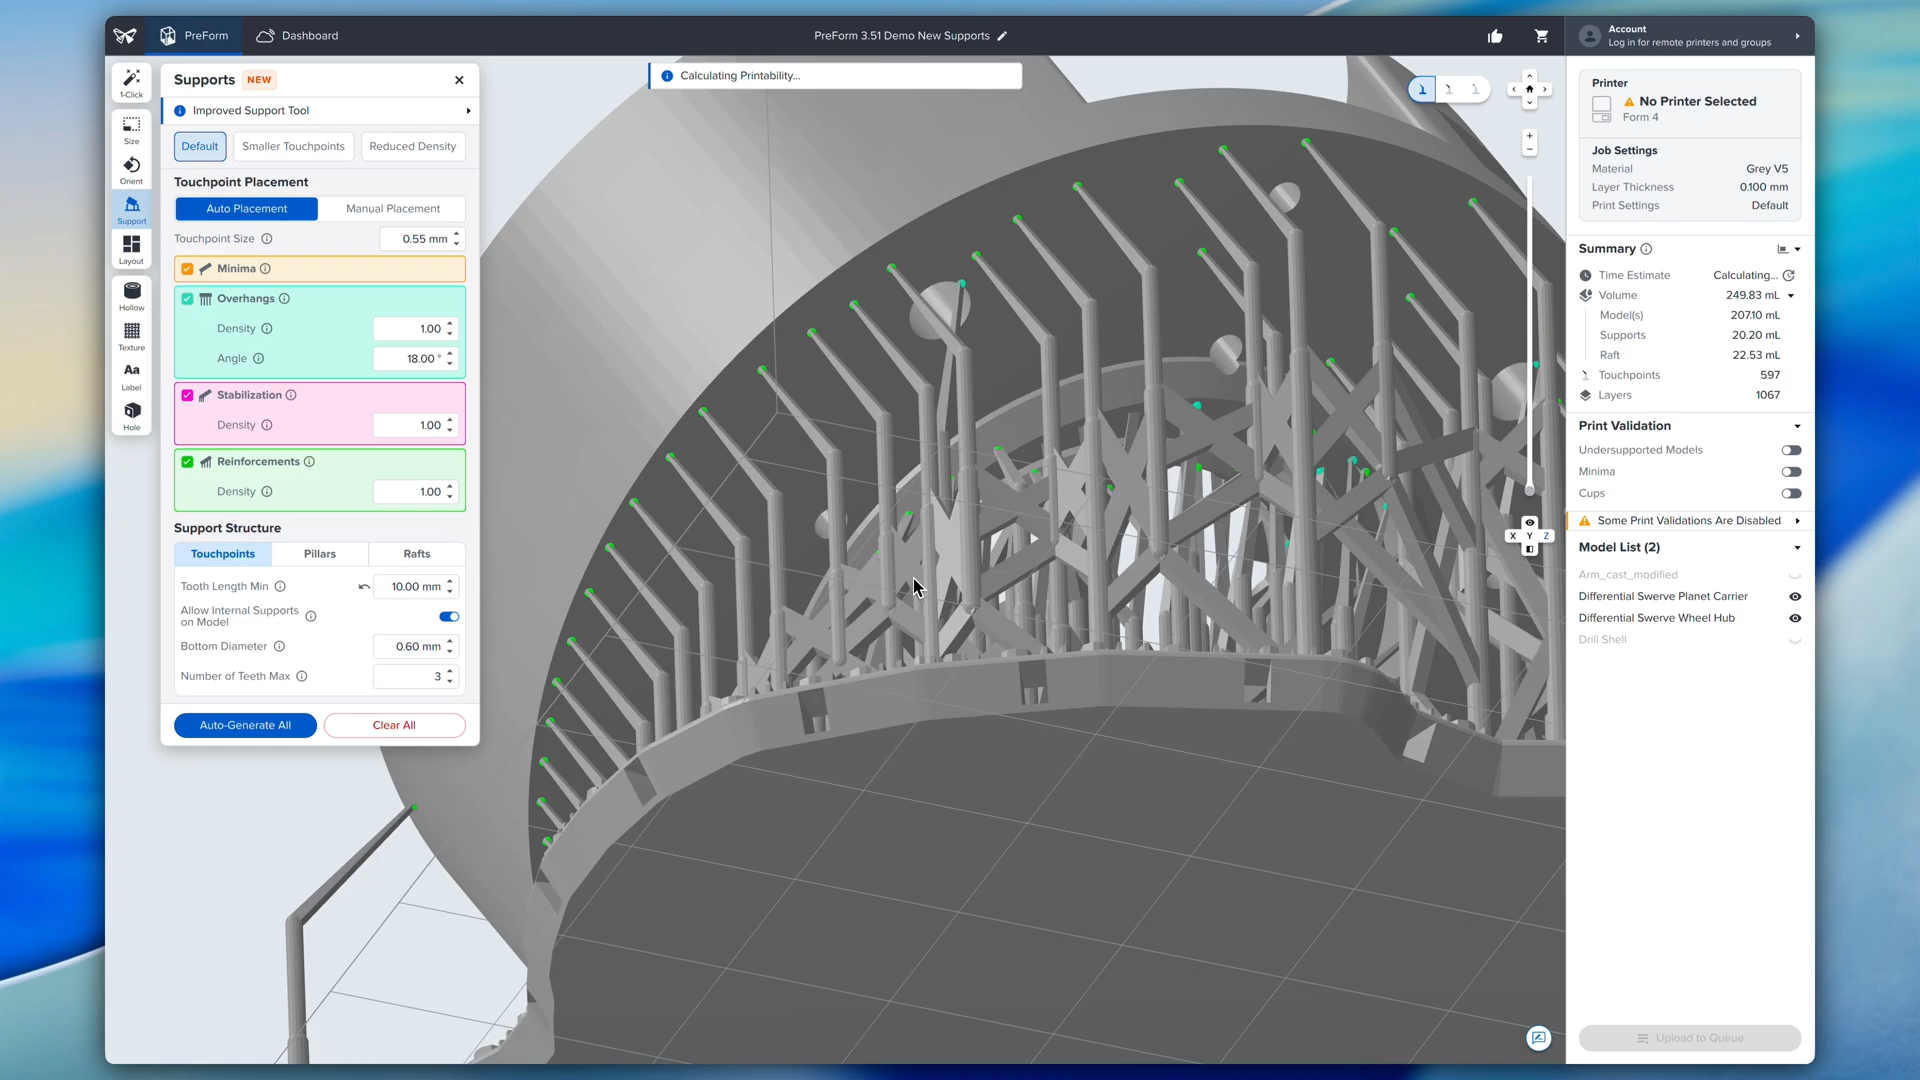 PreForm
Dashboard
PreForm 3.51 Demo New Supports
Account
Log in for remote printers and groups
1-Click
Size
Orient
Support
Layout
Hollow
Texture
Aa
Label
Hole
Supports NEW
Improved Support Tool
Default
Smaller Touchpoints
Reduced Density
Touchpoint Placement
Auto Placement
Manual Placement
Touchpoint Size
0.55 mm
Minima
Overhangs
Density
1.00
Angle
18.00 °
Stabilization
Density
1.00
Reinforcements
Density
1.00
Support Structure
Touchpoints
Pillars
Rafts
Tooth Length Min
10.00 mm
Allow Internal Supports
on Model
Bottom Diameter
0.60 mm
Number of Teeth Max
3
Auto-Generate All
Clear All
Calculating Printability...
X Y Z
Printer
No Printer Selected
Form 4
Job Settings
Material Grey V5
Layer Thickness 0.100 mm
Print Settings Default
Summary
Time Estimate Calculating...
Volume 249.83 mL
Model(s) 207.10 mL
Supports 20.20 mL
Raft 22.53 mL
Touchpoints 597
Layers 1067
Print Validation
Undersupported Models
Minima
Cups
Some Print Validations Are Disabled
Model List (2)
Arm_cast_modified
Differential Swerve Planet Carrier
Differential Swerve Wheel Hub
Drill Shell
Upload to Queue